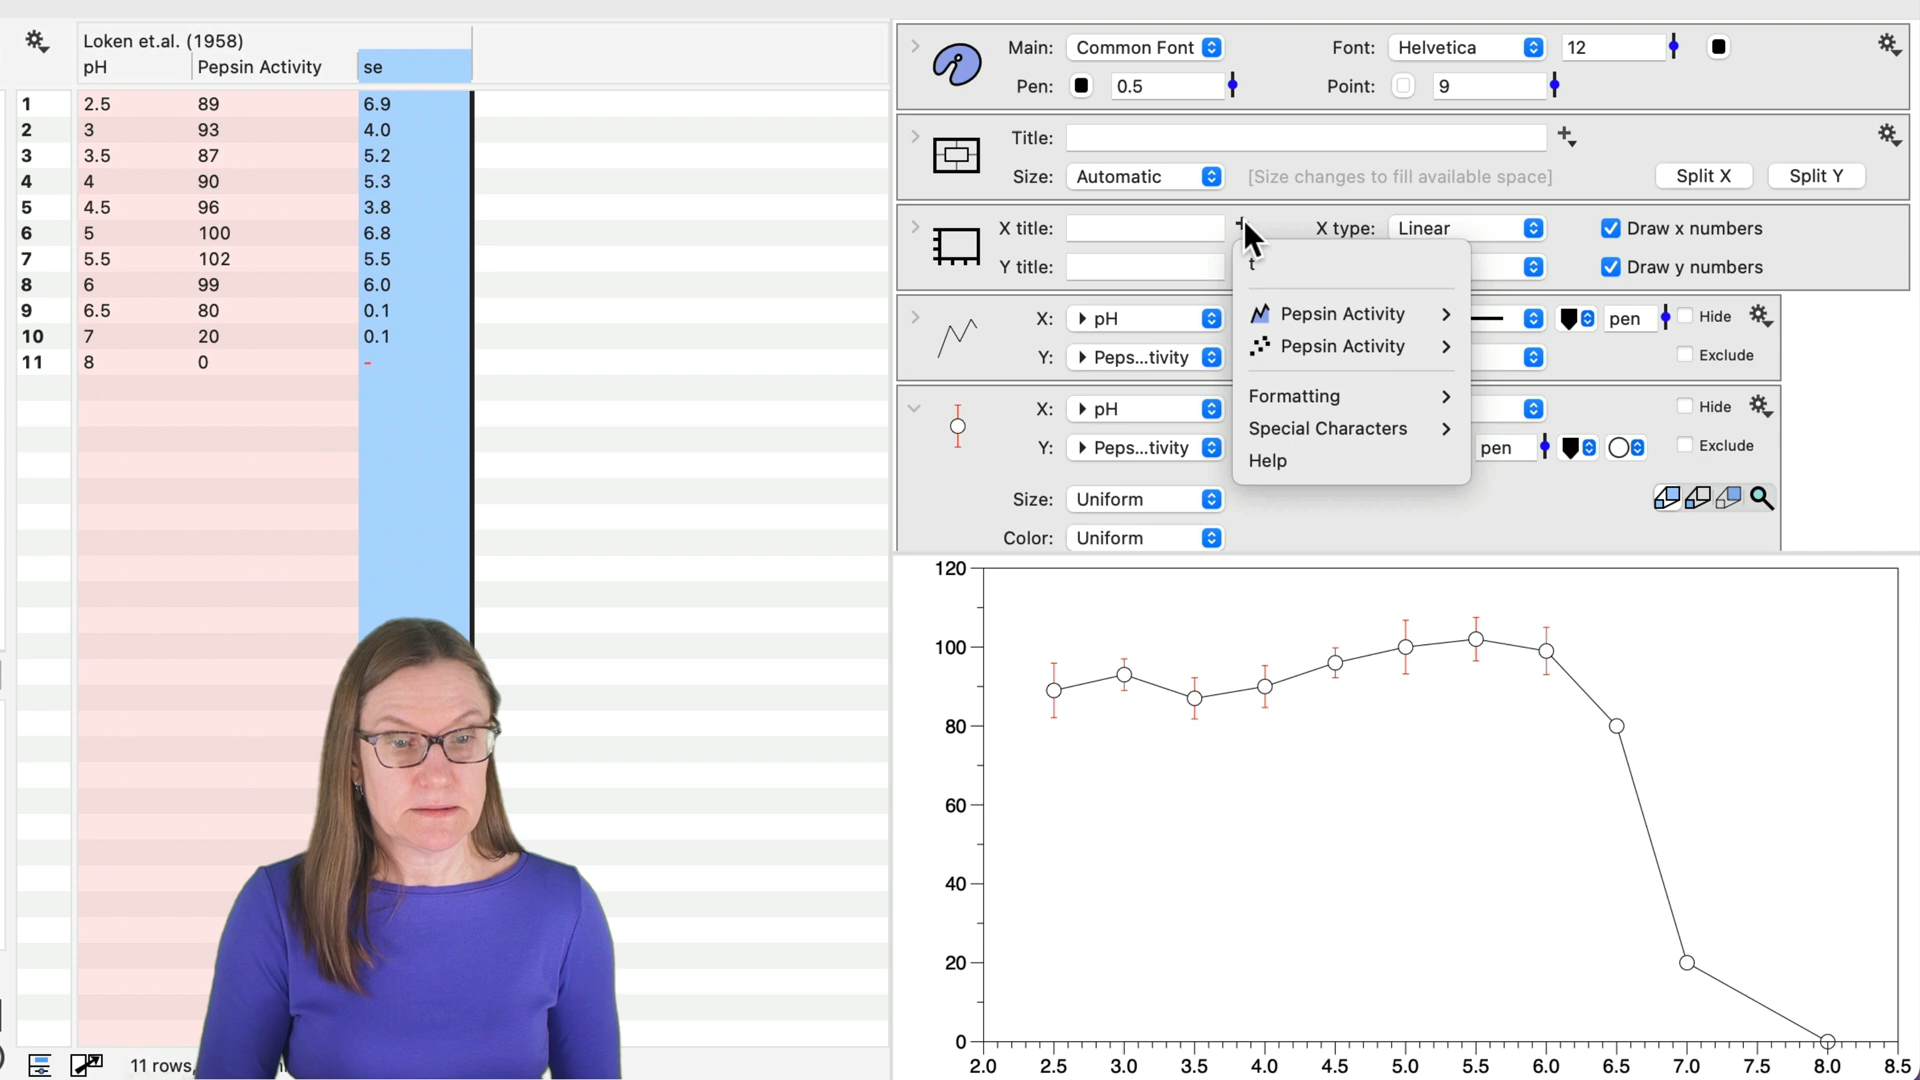 Loken et.al. (1958)
pH Pepsin Activity se
1 2.5 89 6.9
2 3 93 4.0
3 3.5 87 5.2
4 4 90 5.3
5 4.5 96 3.8
6 5 100 6.8
7 5.5 102 5.5
8 6 99 6.0
9 6.5 80 0.1
10 7 20 0.1
11 8 0 -
11 rows,
Main: Common Font Font: Helvetica 12
Pen: 0.5 Point: 9
Title:
Size: Automatic [Size changes to fill available space] Split X Split Y
X title: X type: Linear Draw x numbers
Y title: Draw y numbers
t
Pepsin Activity
Pepsin Activity
Formatting
Special Characters
Help
X: pH pen Hide
Y: Peps...tivity Exclude
X: pH Hide
Y: Peps...tivity pen Exclude
Size: Uniform
Color: Uniform
120
100
80
60
40
20
0
2.0 2.5 3.0 3.5 4.0 4.5 5.0 5.5 6.0 6.5 7.0 7.5 8.0 8.5